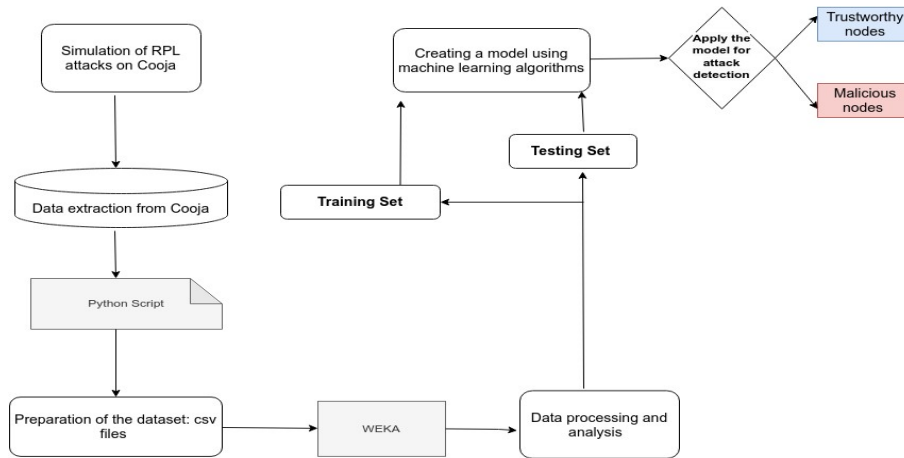 Simulation of RPL
attacks on Cooja
Data extraction from Cooja
Python Script
Preparation of the dataset: csv
files
WEKA
Data processing and
analysis
Training Set
Testing Set
Creating a model using
machine learning algorithms
Apply the
model for
attack
detection
Trustworthy
nodes
Malicious
nodes